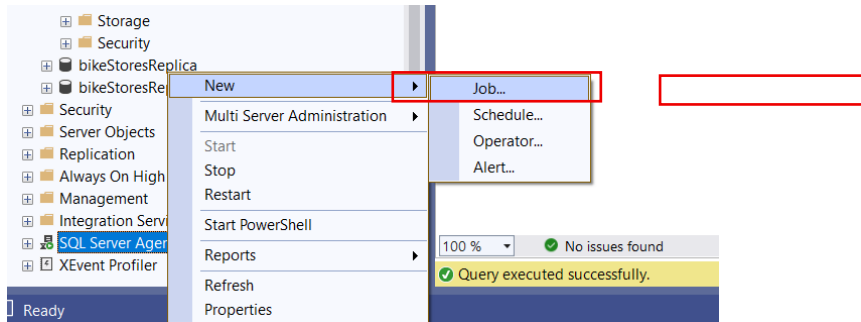 Storage
Security
bikeStoresReplica
bikeStoresRep
Security
Server Objects
Replication
Always On High
Management
Integration Servi
SQL Server Agen
XEvent Profiler
Ready
New
Multi Server Administration
Start
Stop
Restart
Start PowerShell
Reports
Refresh
Properties
Job...
Schedule...
Operator...
Alert...
100 %
No issues found
Query executed successfully.